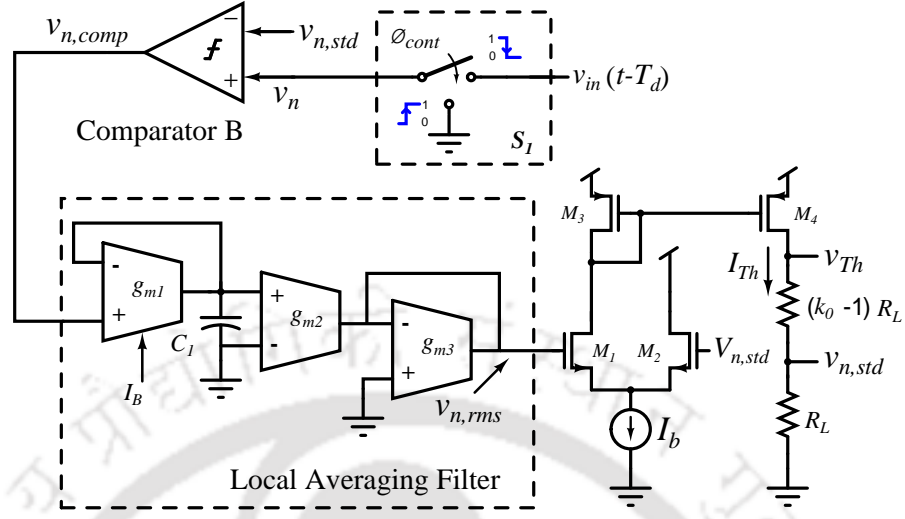 v_{n,comp}
v_{n,std}
Ø_{cont}
1
0
v_{in} (t-T_d)
v_n
1
0
Comparator B
S_1
M_3
M_4
I_{Th}
v_{Th}
(k_0 -1) R_L
g_{m1}
g_{m2}
g_{m3}
C_1
I_B
v_{n,rms}
M_1
M_2
V_{n,std}
v_{n,std}
I_b
R_L
Local Averaging Filter